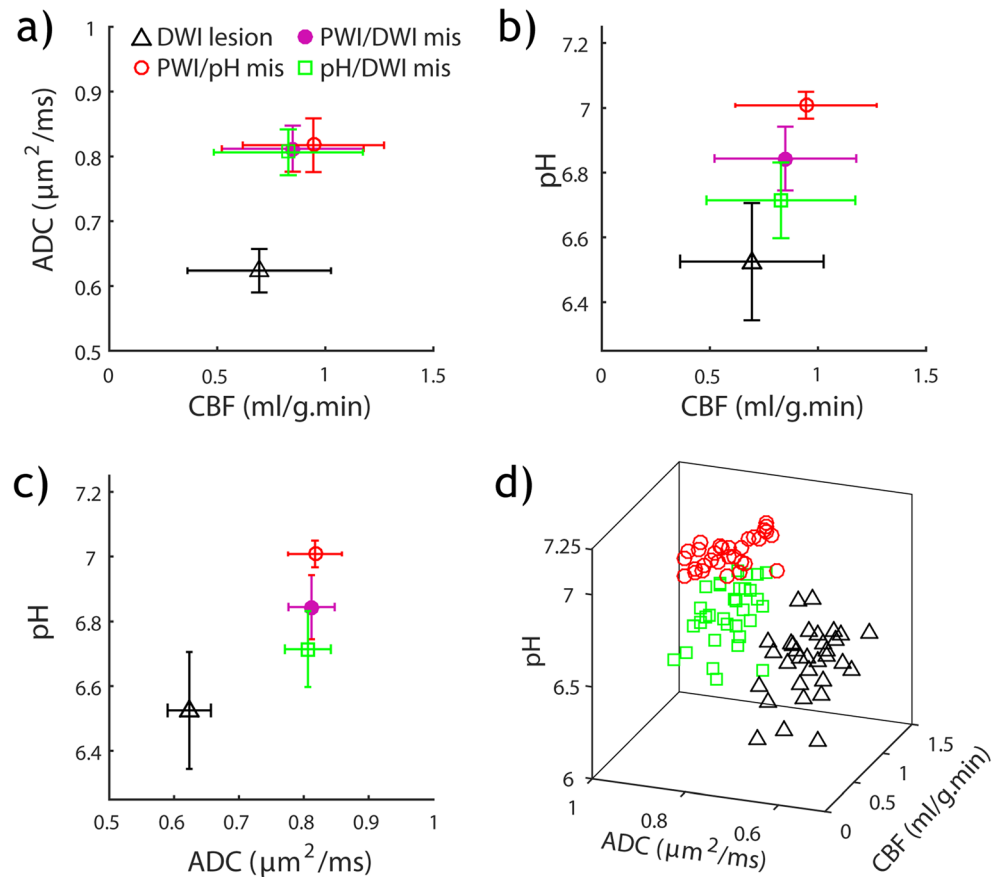 a)
DWI lesion
PWI/DWI mis
PWI/pH mis
pH/DWI mis
1
0.9
0.8
0.7
0.6
0.5
ADC (μm²/ms)
0
0.5
1
1.5
CBF (ml/g.min)
b)
7.2
7
6.8
6.6
6.4
pH
0
0.5
1
1.5
CBF (ml/g.min)
c)
7.2
7
6.8
6.6
6.4
pH
0.5
0.6
0.7
0.8
0.9
1
ADC (μm²/ms)
d)
7.25
7
6.5
6
pH
1
0.8
0.6
ADC (μm²/ms)
0
0.5
1
1.5
CBF (ml/g.min)